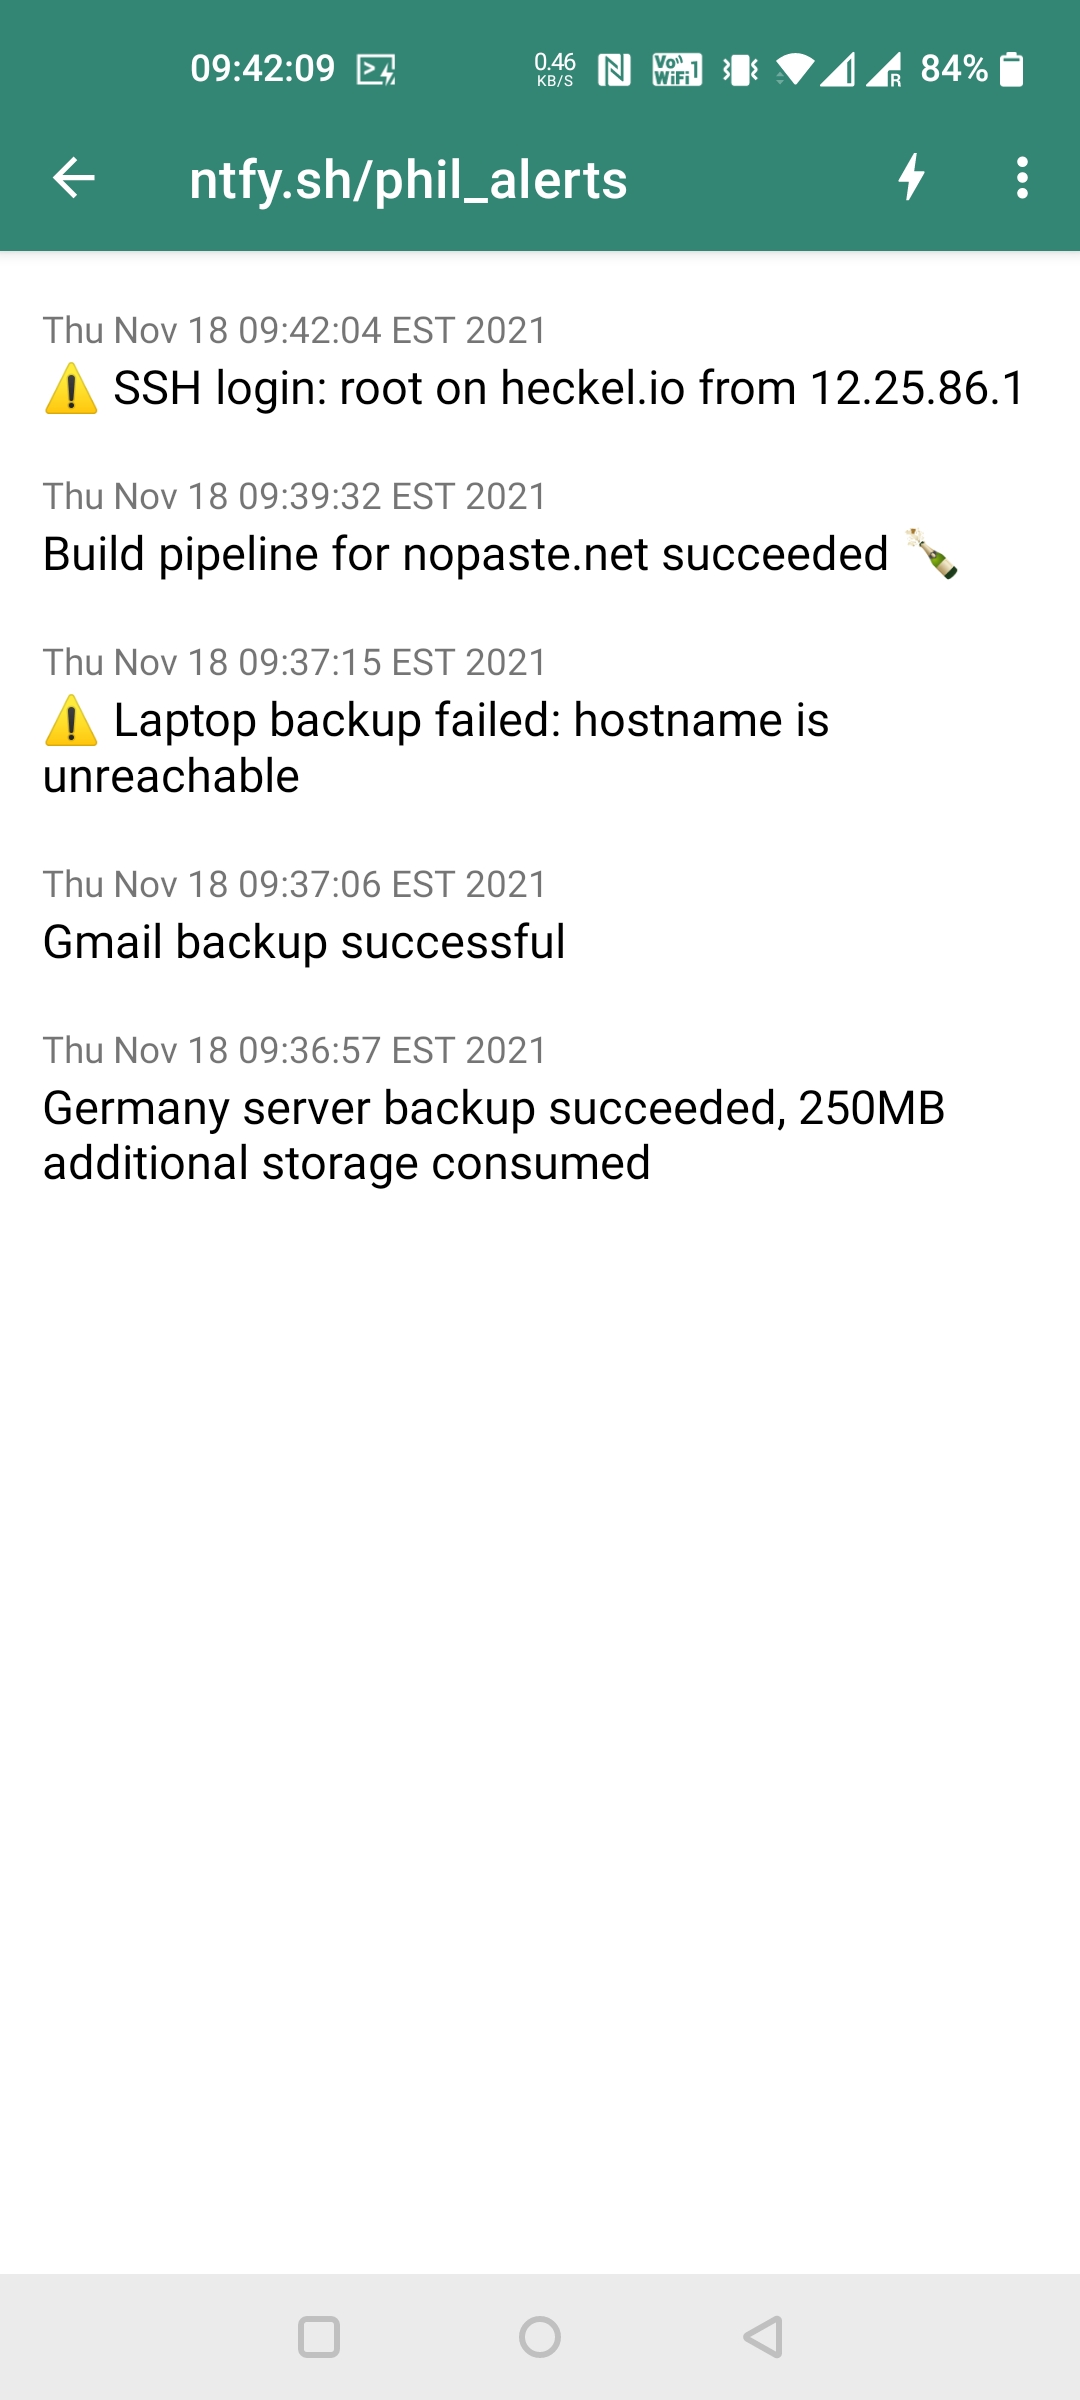 09:42:09 0.46 KB/S Vo)) WiFi 1 R 84%
ntfy.sh/phil_alerts
Thu Nov 18 09:42:04 EST 2021
⚠️ SSH login: root on heckel.io from 12.25.86.1
Thu Nov 18 09:39:32 EST 2021
Build pipeline for nopaste.net succeeded 🍾
Thu Nov 18 09:37:15 EST 2021
⚠️ Laptop backup failed: hostname is
unreachable
Thu Nov 18 09:37:06 EST 2021
Gmail backup successful
Thu Nov 18 09:36:57 EST 2021
Germany server backup succeeded, 250MB
additional storage consumed